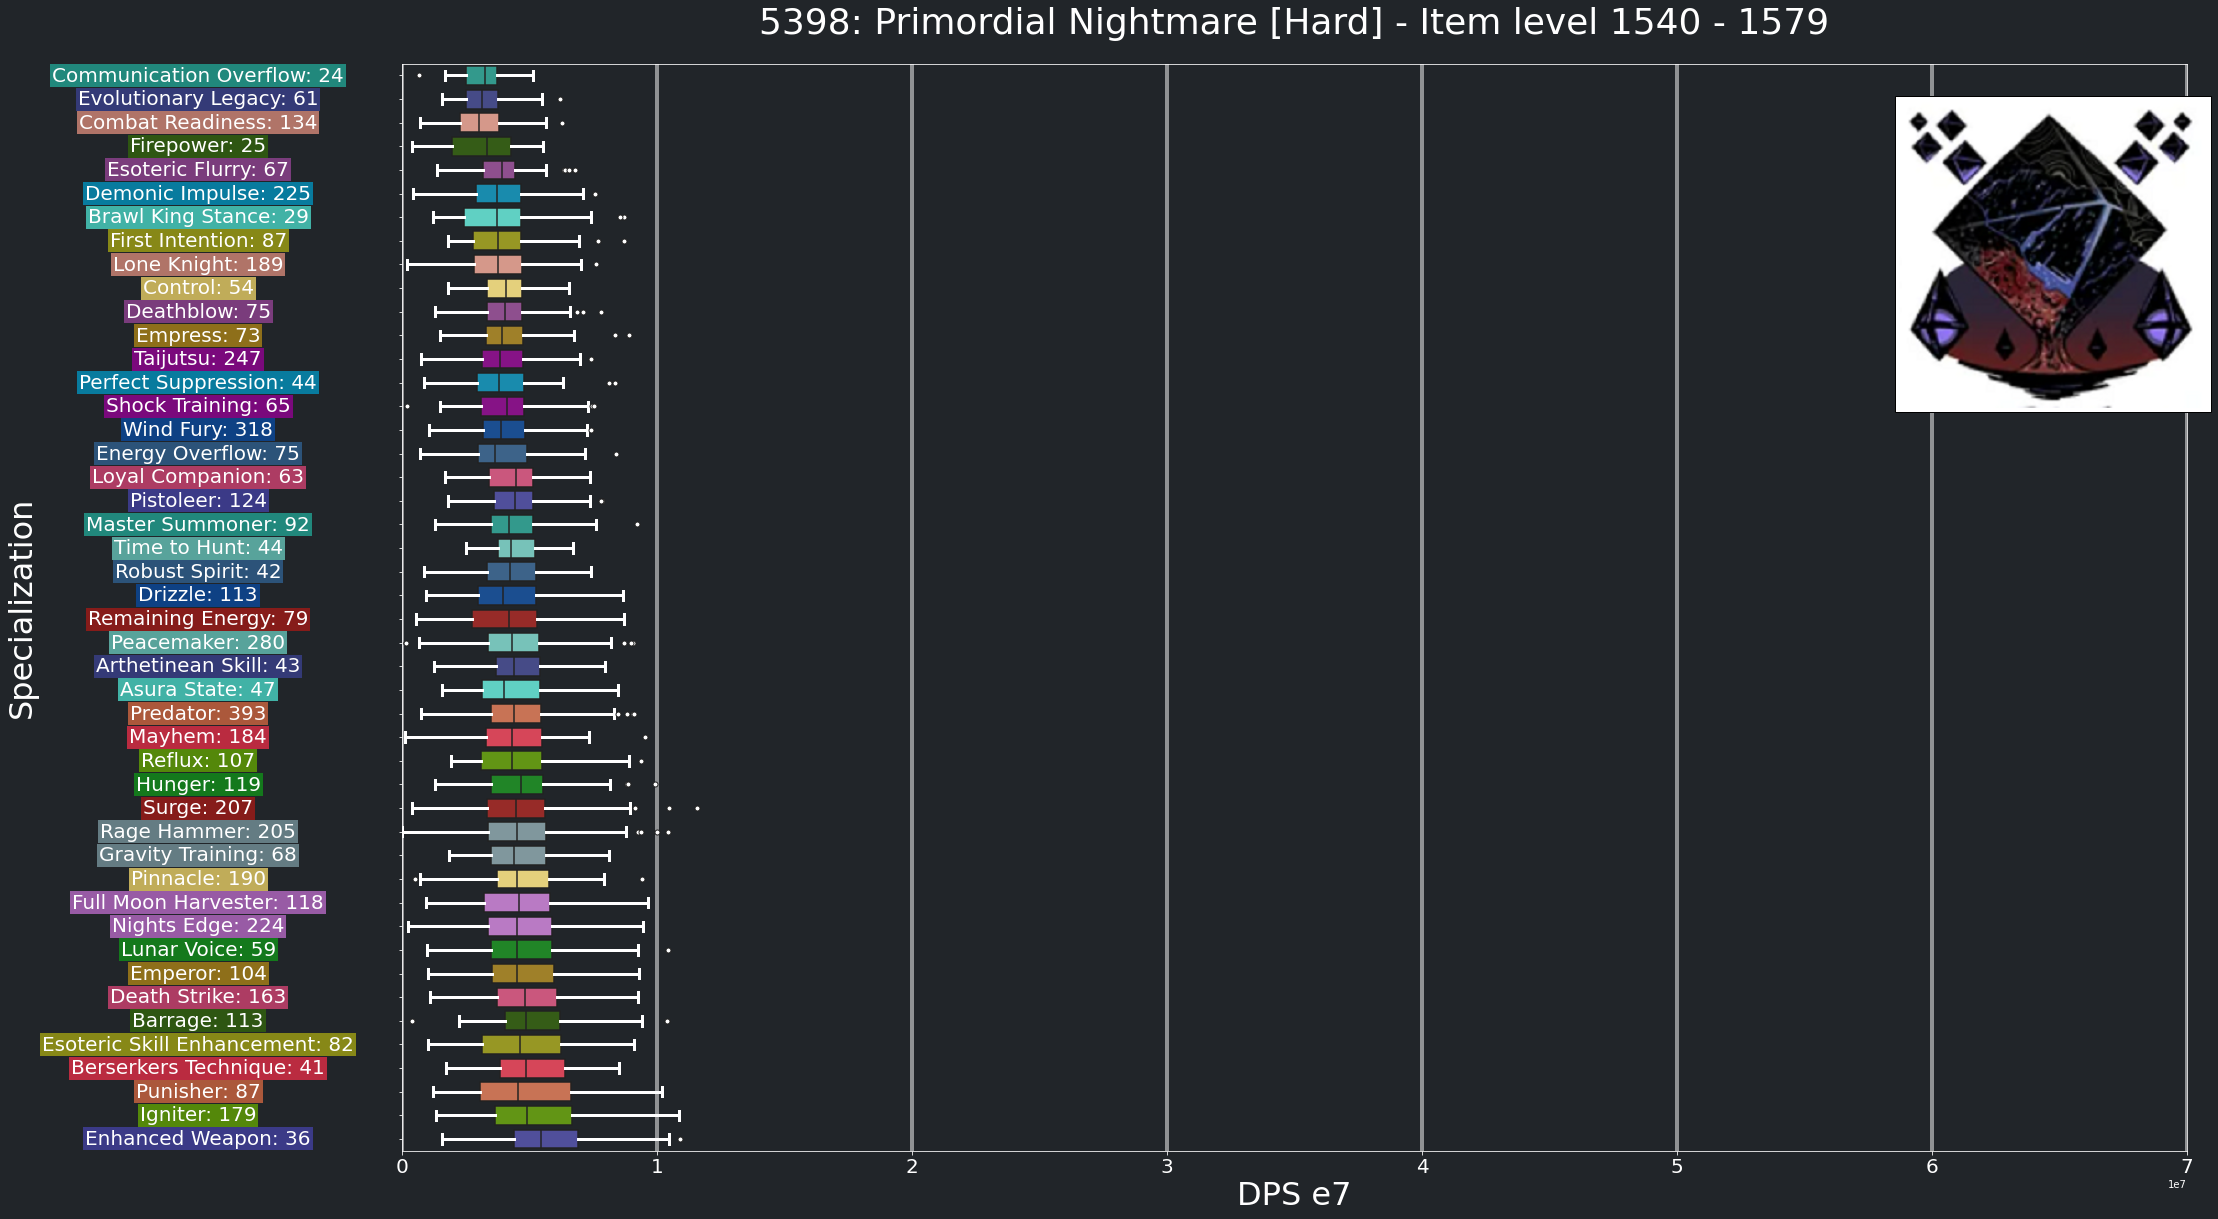 5398: Primordial Nightmare [Hard] - Item level 1540 - 1579
Communication Overflow: 24
Evolutionary Legacy: 61
Combat Readiness: 134
Firepower: 25
Esoteric Flurry: 67
Demonic Impulse: 225
Brawl King Stance: 29
First Intention: 87
Lone Knight: 189
Control: 54
Deathblow: 75
Empress: 73
Taijutsu: 247
Perfect Suppression: 44
Shock Training: 65
Wind Fury: 318
Energy Overflow: 75
Loyal Companion: 63
Pistoleer: 124
Master Summoner: 92
Time to Hunt: 44
Robust Spirit: 42
Drizzle: 113
Remaining Energy: 79
Peacemaker: 280
Arthetinean Skill: 43
Asura State: 47
Predator: 393
Mayhem: 184
Reflux: 107
Hunger: 119
Surge: 207
Rage Hammer: 205
Gravity Training: 68
Pinnacle: 190
Full Moon Harvester: 118
Nights Edge: 224
Lunar Voice: 59
Emperor: 104
Death Strike: 163
Barrage: 113
Esoteric Skill Enhancement: 82
Berserkers Technique: 41
Punisher: 87
Igniter: 179
Enhanced Weapon: 36
Specialization
0 1 2 3 4 5 6 7
1e7
DPS e7